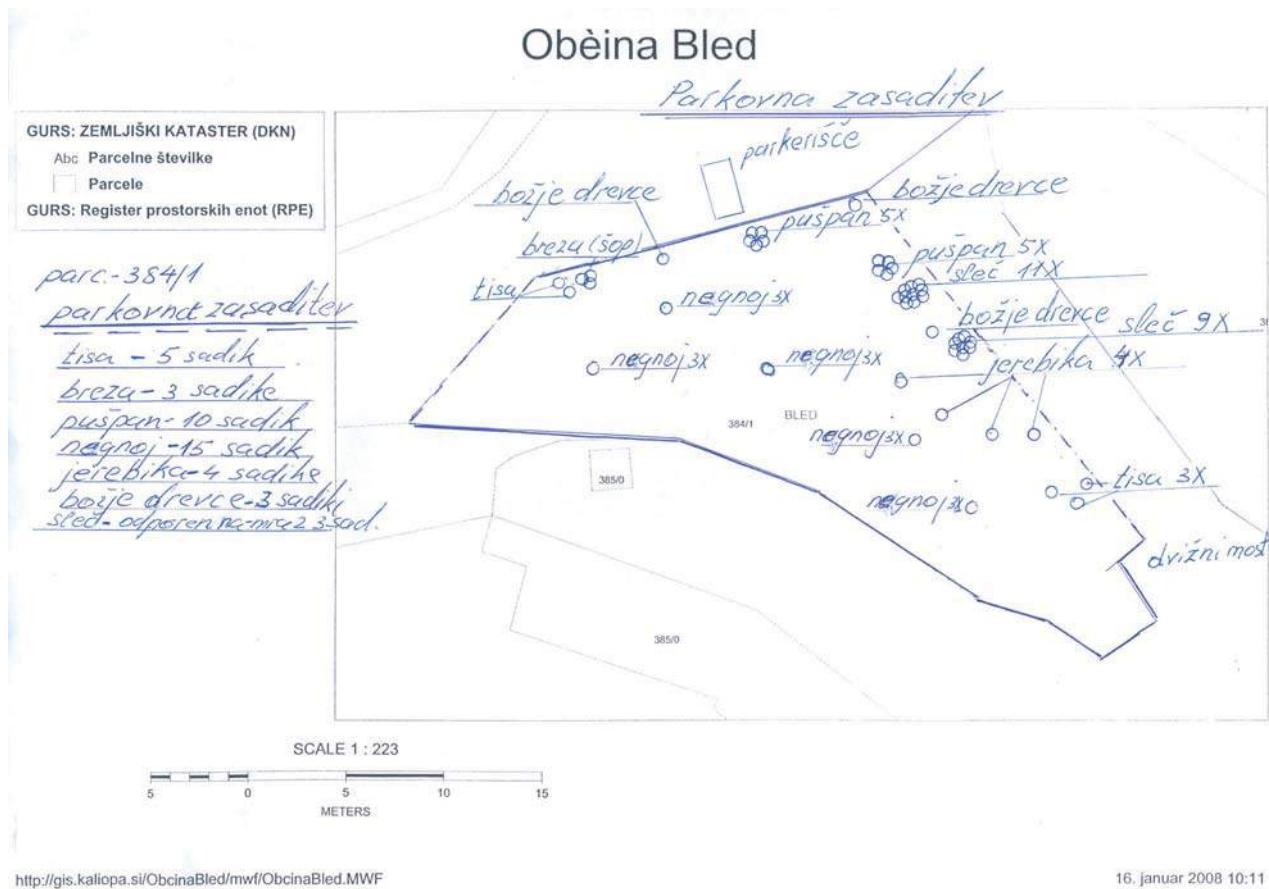 Obèina Bled
Parkovna zasaditev
GURS: ZEMLJIŠKI KATASTER (DKN)
Abc Parcelne številke
Parcele
GURS: Register prostorskih enot (RPE)
parc.-384/1
parkovna zasaditev
tisa - 5 sadik
breza - 3 sadike
pušpan - 10 sadik
negnoj - 15 sadik
jerebika - 4 sadike
božje drevce - 3 sadiki
sleč - odporen na
parkerišče
božje drevce
božje drevce
pušpan 5x
breza (šop)
pušpan 5x
sleč 11x
tisa
negnoj 3x
božje drevce
sleč 9x
negnoj 3x
negnoj 3x
jerebika 4x
384/1
BLED
negnoj 3x
385/0
tisa 3x
negnoj 3x
dvižni most
385/0
SCALE 1 : 223
5 0 5 10 15
METERS
http://gis.kaliopa.si/ObcinaBled/mwf/ObcinaBled.MWF
16. januar 2008 10:11